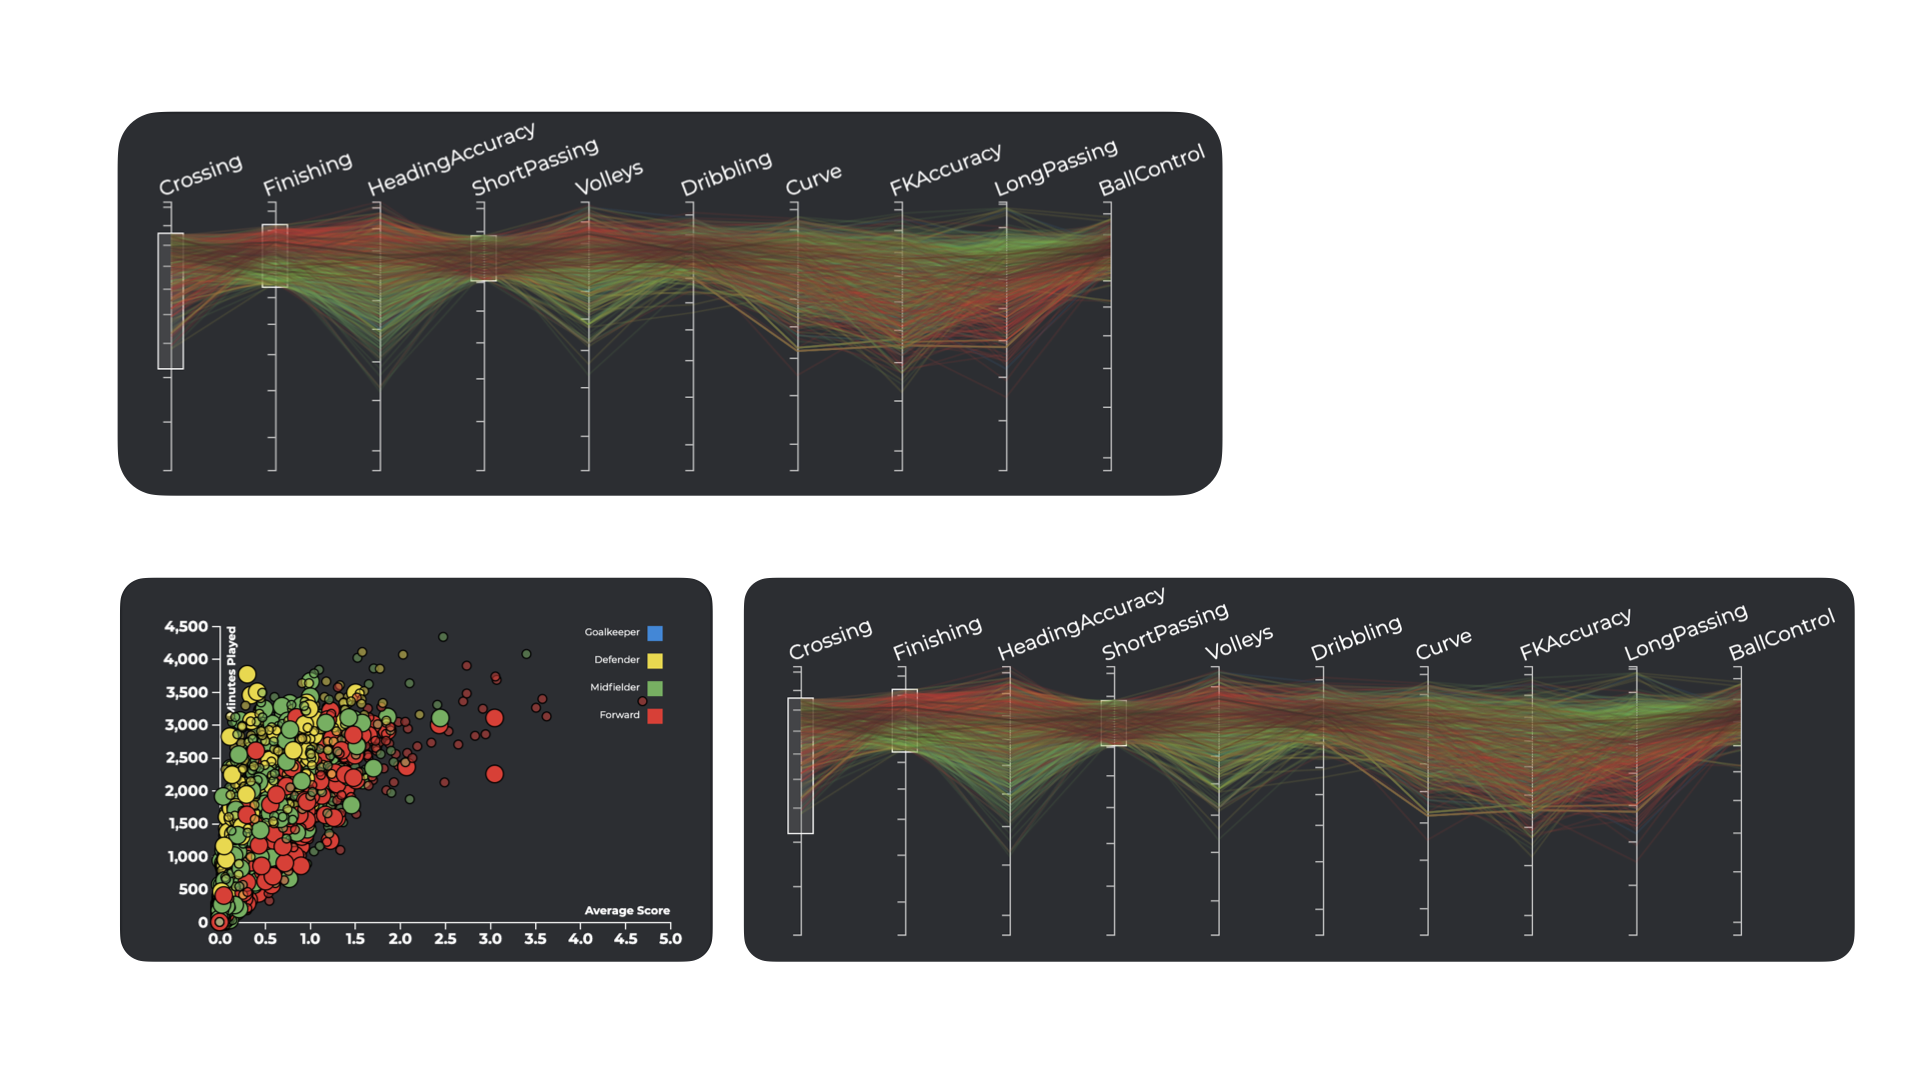 Crossing
Finishing
HeadingAccuracy
ShortPassing
Volleys
Dribbling
Curve
FKAccuracy
LongPassing
BallControl
4,500
4,000
3,500
3,000
2,500
2,000
1,500
1,000
500
0
Minutes Played
Goalkeeper
Defender
Midfielder
Forward
Average Score
0.0 0.5 1.0 1.5 2.0 2.5 3.0 3.5 4.0 4.5 5.0
Crossing
Finishing
HeadingAccuracy
ShortPassing
Volleys
Dribbling
Curve
FKAccuracy
LongPassing
BallControl